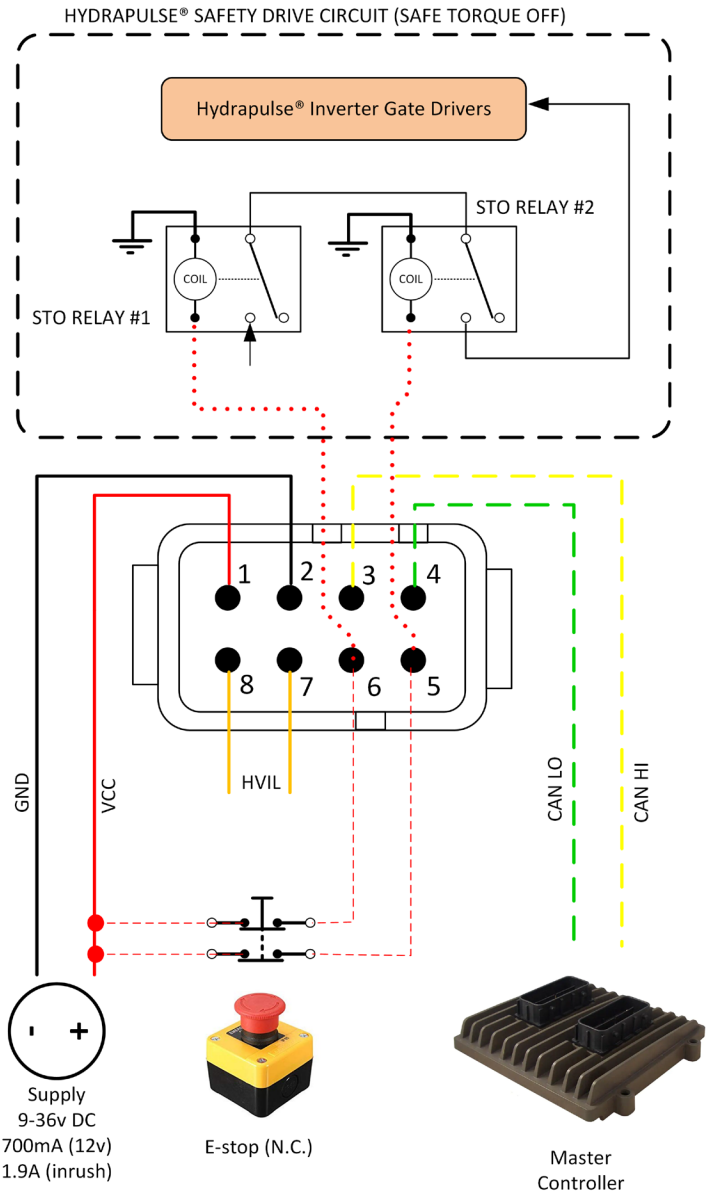 HYDRAPULSE® SAFETY DRIVE CIRCUIT (SAFE TORQUE OFF)
Hydrapulse® Inverter Gate Drivers
STO RELAY #2
COIL
COIL
STO RELAY #1
1
2
3
4
8
7
6
5
HVIL
GND
VCC
CAN LO
CAN HI
- +
Supply
9-36v DC
700mA (12v)
1.9A (inrush)
E-stop (N.C.)
Master
Controller